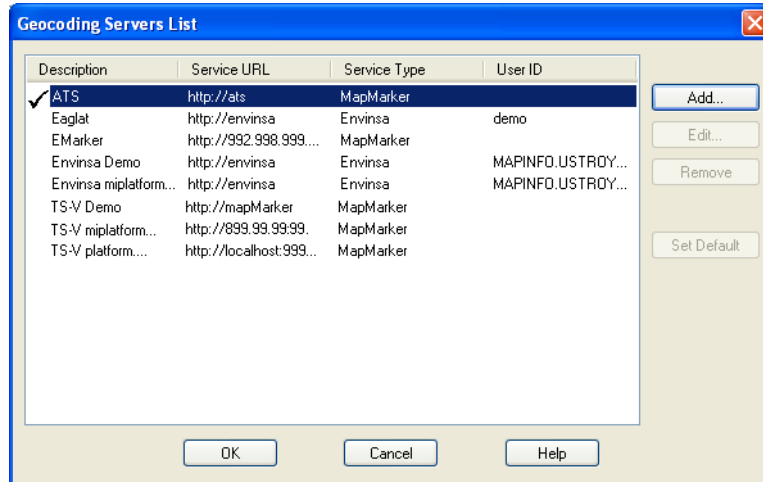 Geocoding Servers List
Description Service URL Service Type User ID
ATS http://ats MapMarker
Eaglat http://envinsa Envinsa demo
EMarker http://992.998.999.... MapMarker
Envinsa Demo http://envinsa Envinsa MAPINFO.USTROY...
Envinsa miplatform... http://envinsa Envinsa MAPINFO.USTROY...
TS-V Demo http://mapMarker MapMarker
TS-V miplatform... http://899.99.99:99. MapMarker
TS-V platform.... http://localhost:999... MapMarker
Add...
Edit...
Remove
Set Default
OK Cancel Help